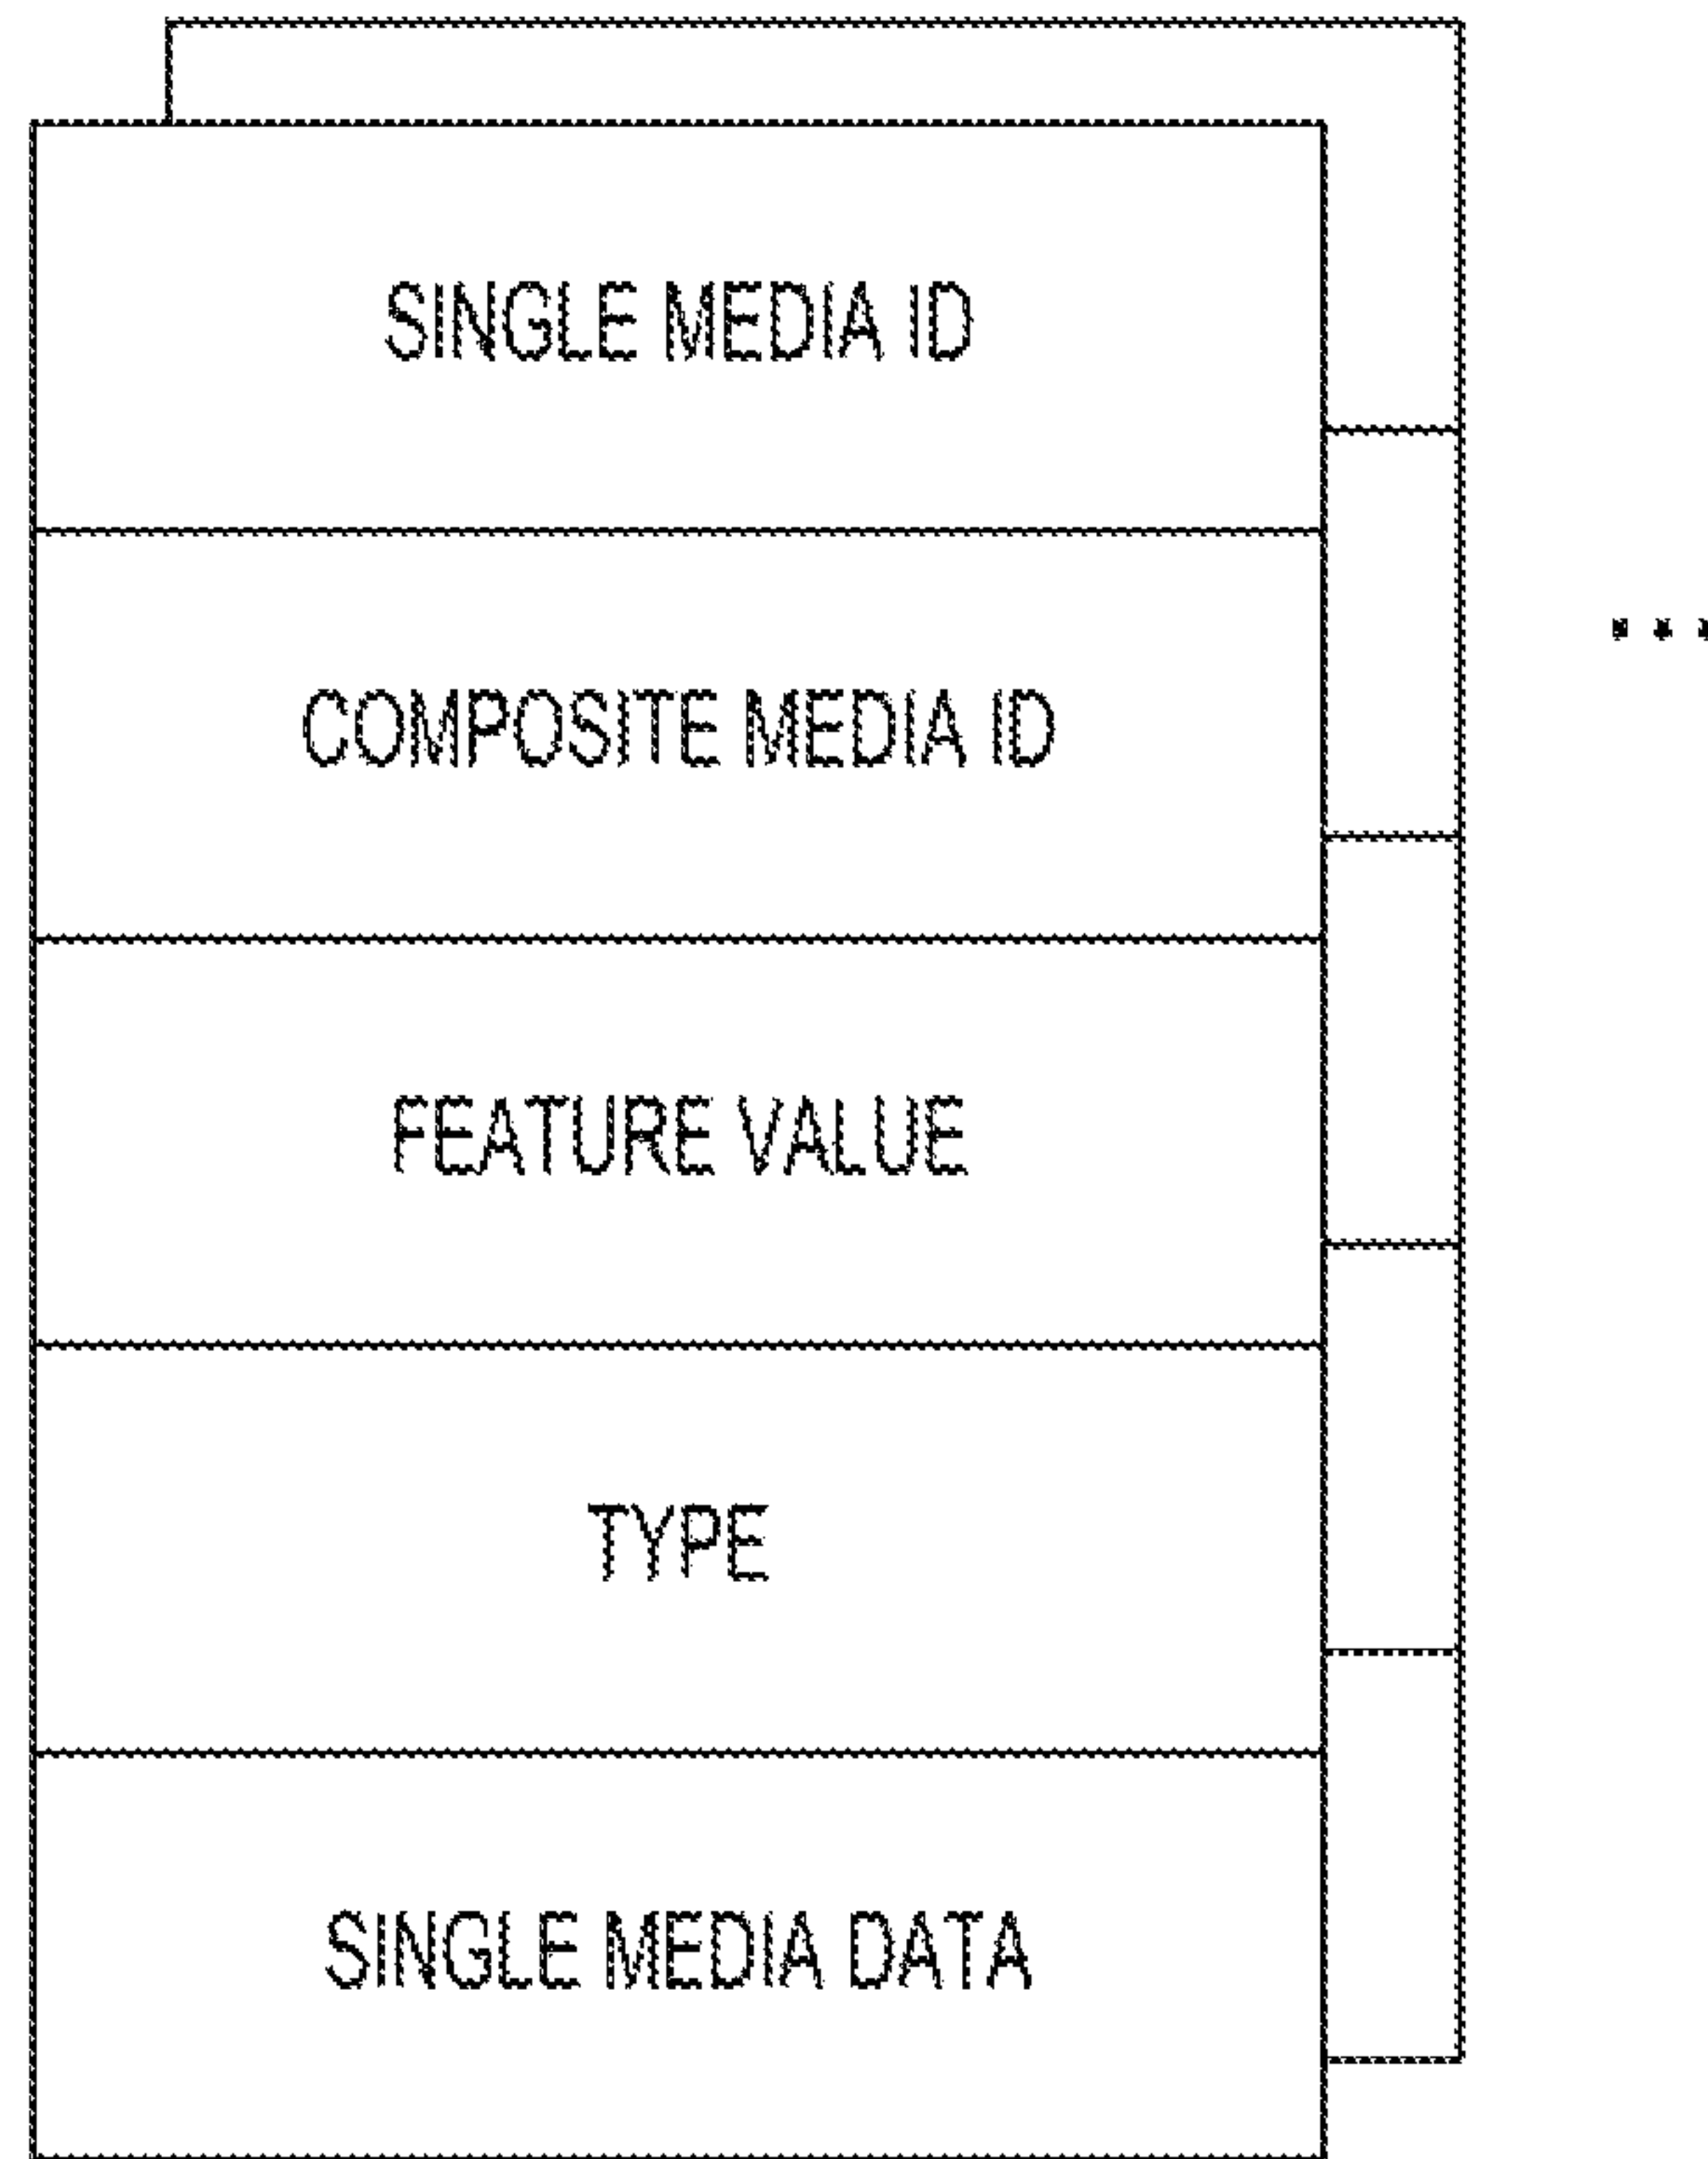 SINGLE MEDIA ID
COMPOSITE MEDIA ID
...
FEATURE VALUE
TYPE
SINGLE MEDIA DATA